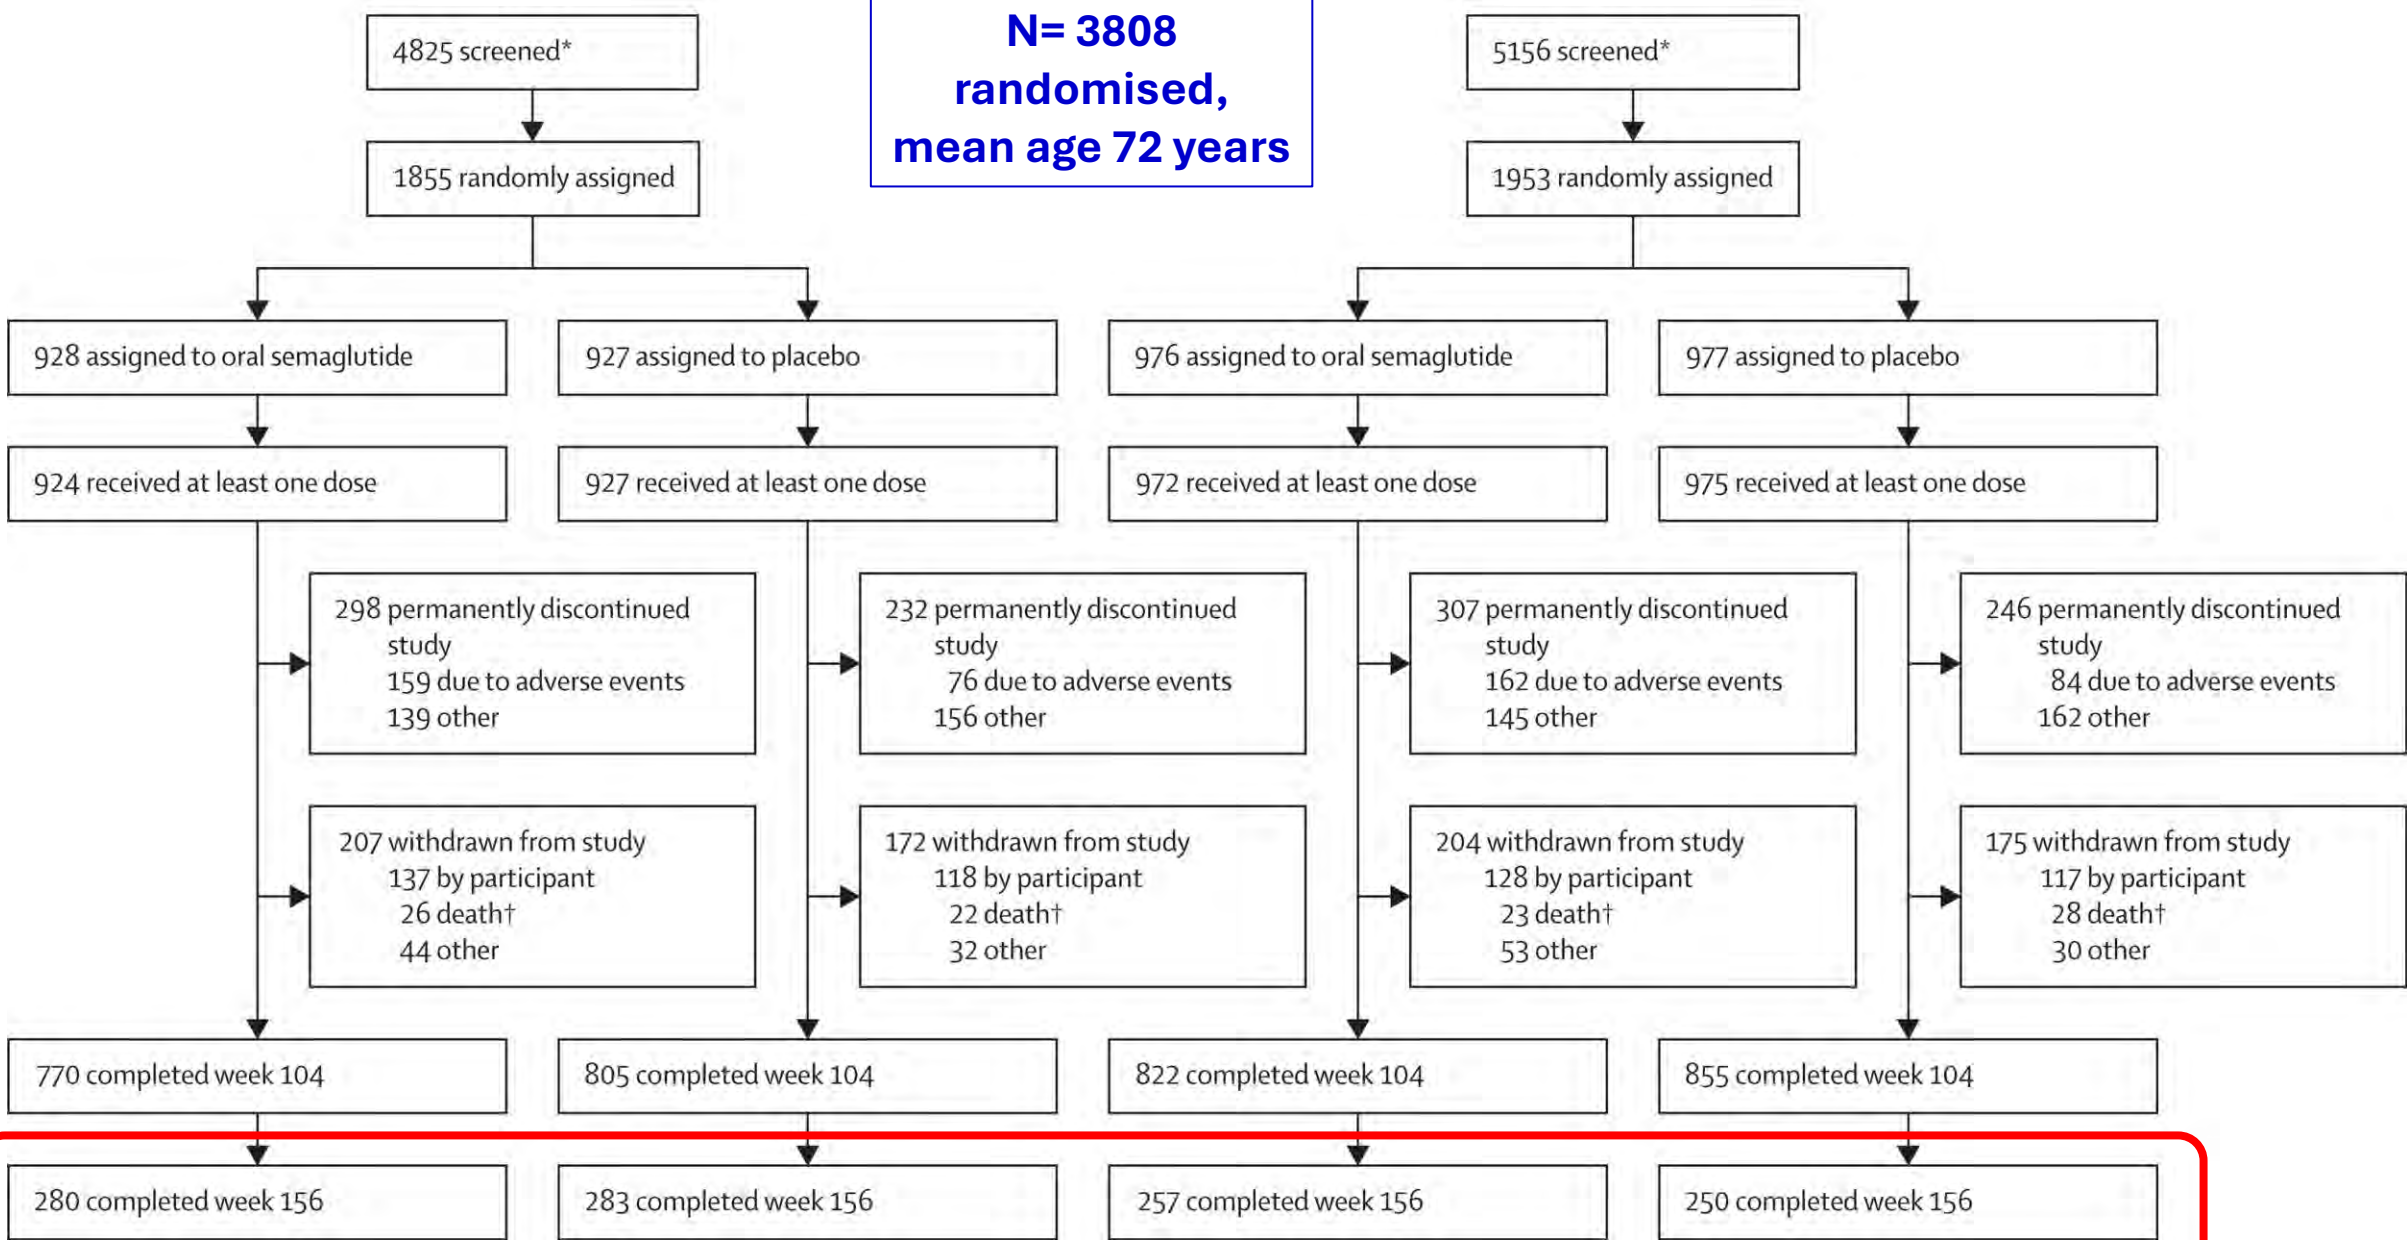 4825 screened*
N= 3808
randomised,
mean age 72 years
5156 screened*
1855 randomly assigned
1953 randomly assigned
928 assigned to oral semaglutide
927 assigned to placebo
976 assigned to oral semaglutide
977 assigned to placebo
924 received at least one dose
927 received at least one dose
972 received at least one dose
975 received at least one dose
298 permanently discontinued
study
159 due to adverse events
139 other
232 permanently discontinued
study
76 due to adverse events
156 other
307 permanently discontinued
study
162 due to adverse events
145 other
246 permanently discontinued
study
84 due to adverse events
162 other
207 withdrawn from study
137 by participant
26 death†
44 other
172 withdrawn from study
118 by participant
22 death†
32 other
204 withdrawn from study
128 by participant
23 death†
53 other
175 withdrawn from study
117 by participant
28 death†
30 other
770 completed week 104
805 completed week 104
822 completed week 104
855 completed week 104
280 completed week 156
283 completed week 156
257 completed week 156
250 completed week 156